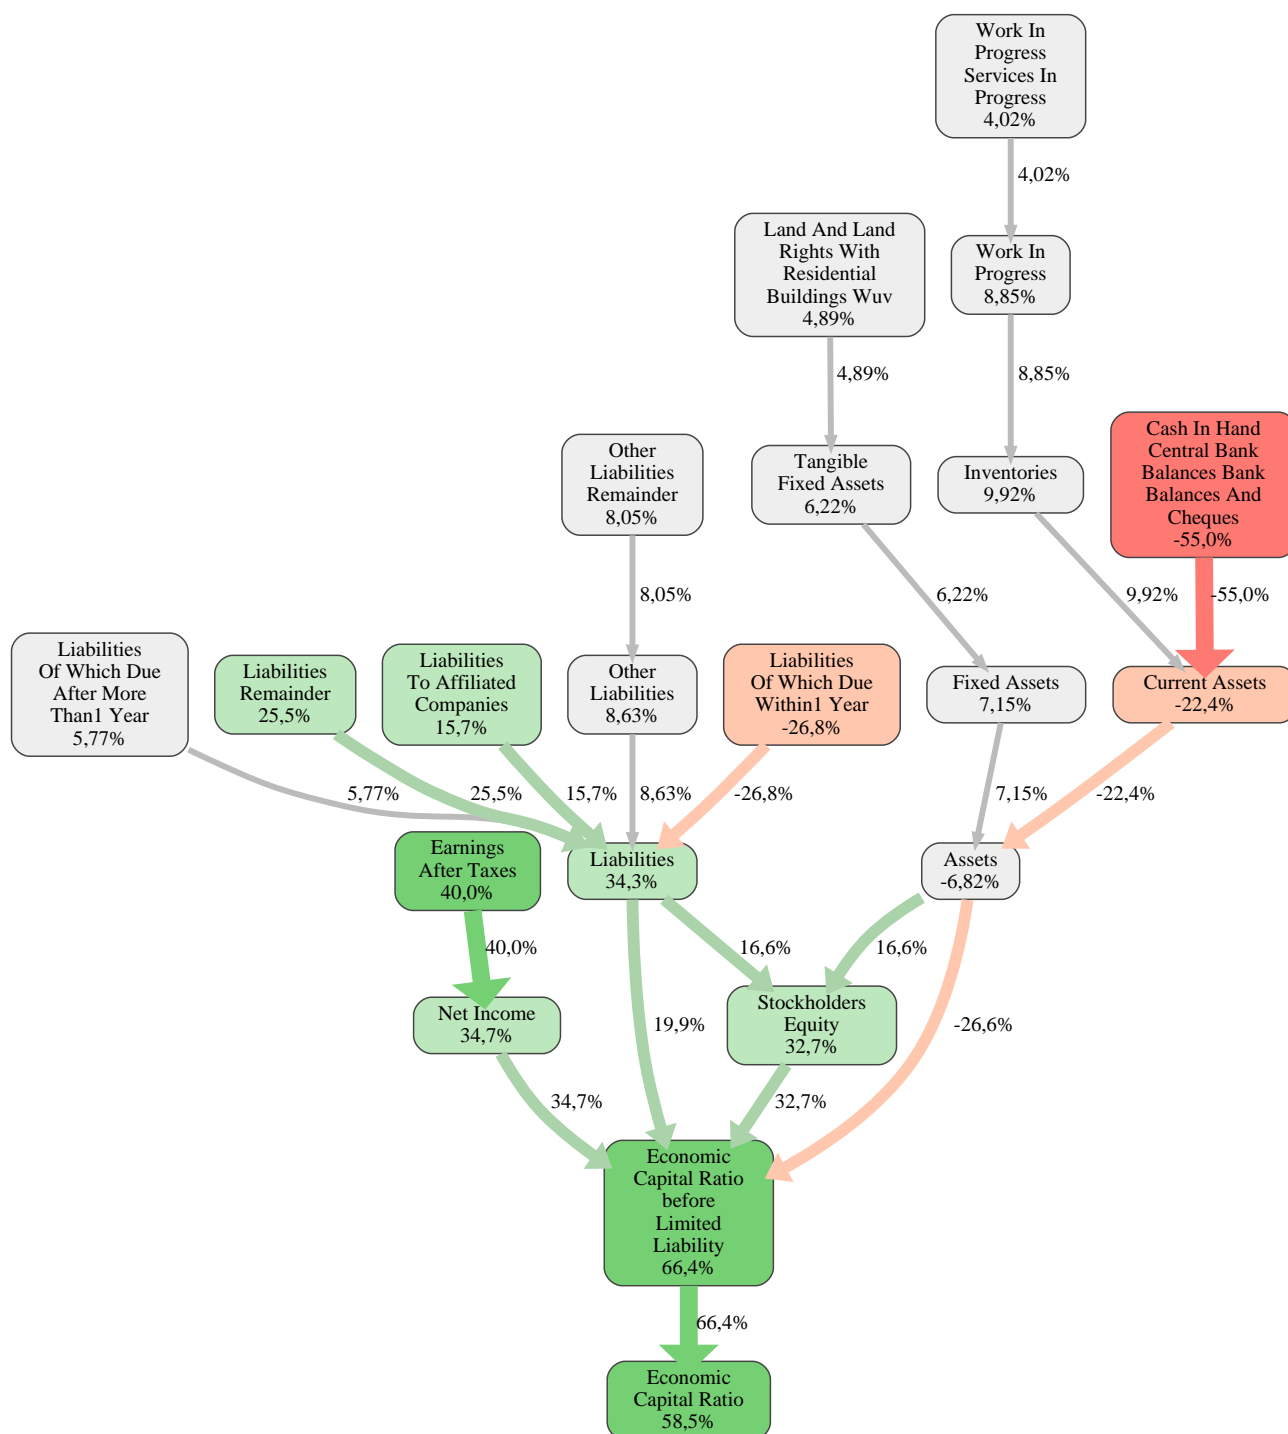 Work In
Progress
Services In
Progress
4,02%
4,02%
Land And Land
Rights With
Residential
Buildings Wuv
4,89%
Work In
Progress
8,85%
4,89%
8,85%
Other
Liabilities
Remainder
8,05%
Tangible
Fixed Assets
6,22%
Inventories
9,92%
Cash In Hand
Central Bank
Balances Bank
Balances And
Cheques
-55,0%
8,05%
6,22%
9,92%
-55,0%
Liabilities
Of Which Due
After More
Than1 Year
5,77%
Liabilities
Remainder
25,5%
Liabilities
To Affiliated
Companies
15,7%
Other
Liabilities
8,63%
Liabilities
Of Which Due
Within1 Year
-26,8%
Fixed Assets
7,15%
Current Assets
-22,4%
5,77%
25,5%
15,7%
8,63%
-26,8%
7,15%
-22,4%
Earnings
After Taxes
40,0%
Liabilities
34,3%
Assets
-6,82%
40,0%
16,6%
16,6%
Net Income
34,7%
19,9%
Stockholders
Equity
32,7%
-26,6%
34,7%
32,7%
Economic
Capital Ratio
before
Limited
Liability
66,4%
66,4%
Economic
Capital Ratio
58,5%